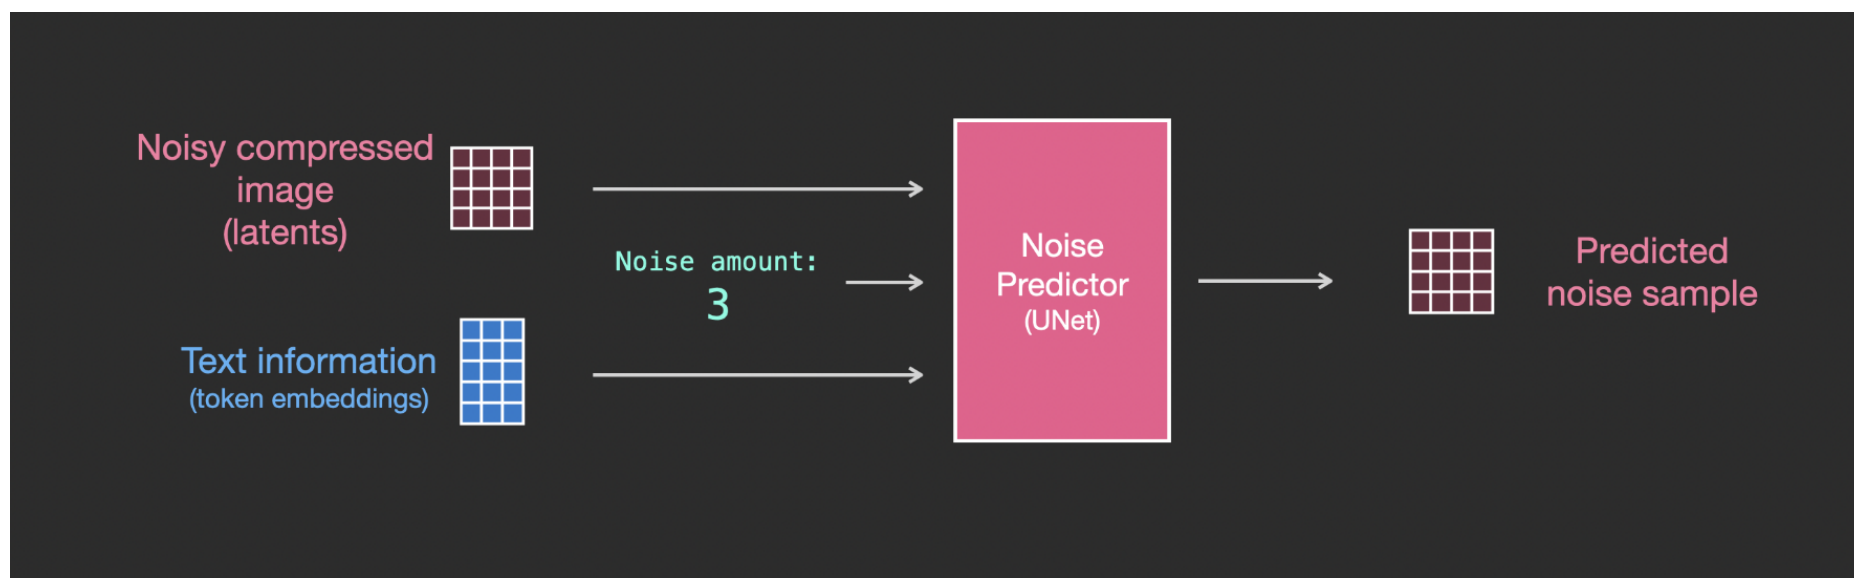 Noisy compressed
image
(latents)
Noise amount:
3
Text information
(token embeddings)
Noise
Predictor
(UNet)
Predicted
noise sample